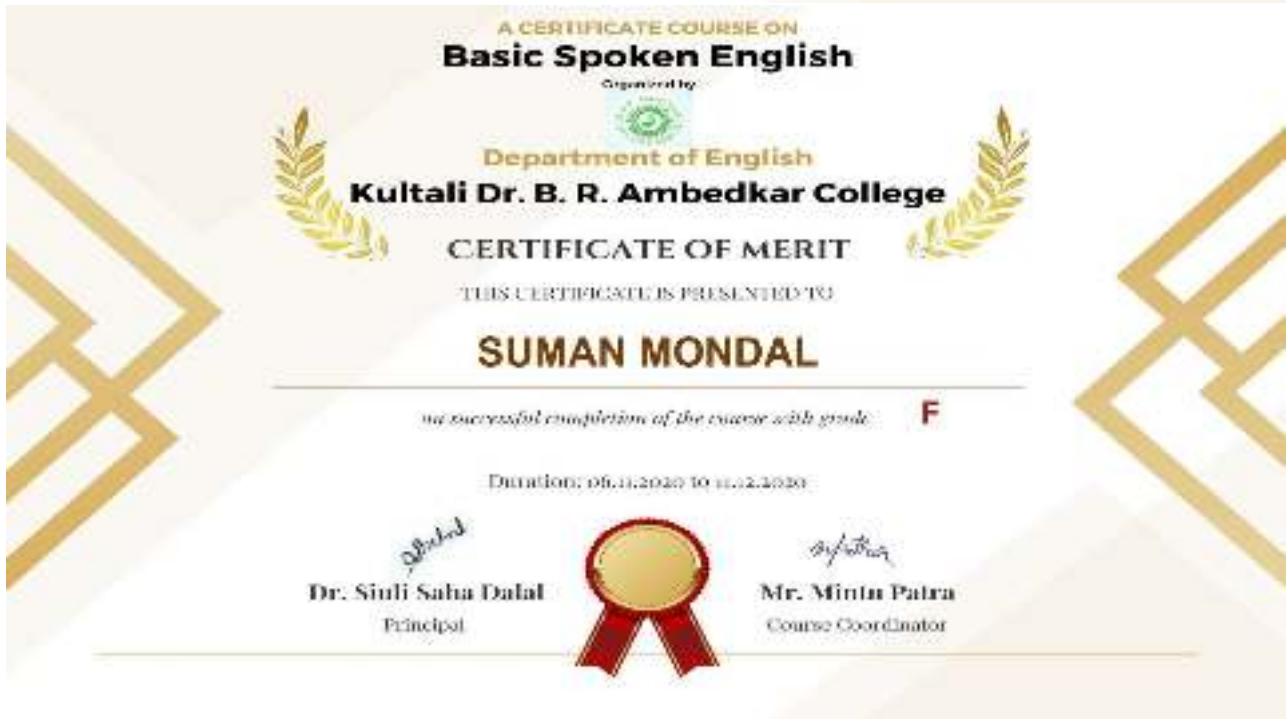 A CERTIFICATE COURSE ON
Basic Spoken English
Organized by
Department of English
Kultali Dr. B. R. Ambedkar College
CERTIFICATE OF MERIT
THIS CERTIFICATE IS PRESENTED TO
SUMAN MONDAL
on successful completion of the course with grade F
Duration: 06.11.2020 to 11.12.2020
Dr. Siuli Saha Dalal Mr. Mintu Patra
Principal Course Coordinator